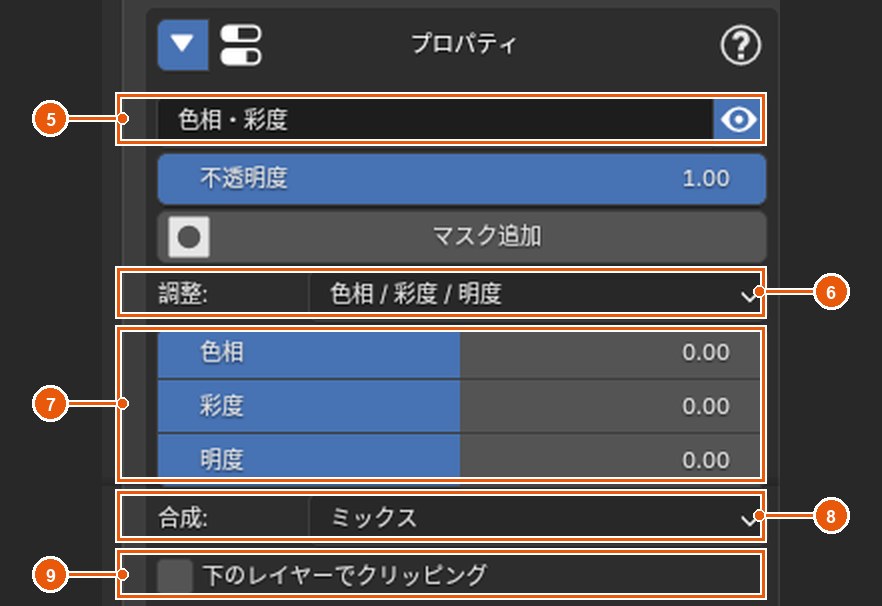 プロパティ
5 色相・彩度
不透明度 1.00
マスク追加
調整: 色相 / 彩度 / 明度 6
色相 0.00
7 彩度 0.00
明度 0.00
合成: ミックス 8
9 下のレイヤーでクリッピング